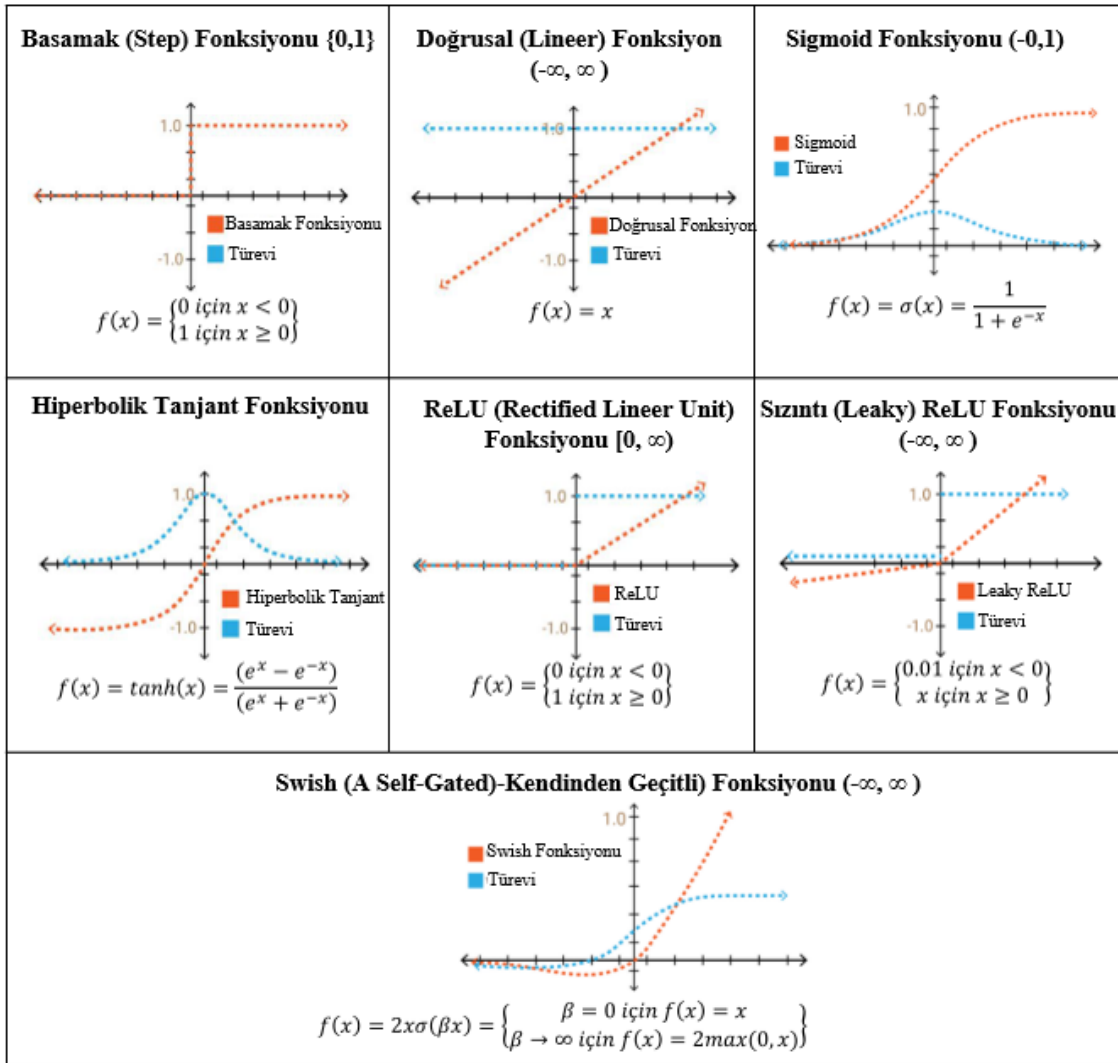 Basamak (Step) Fonksiyonu {0,1}
1.0
-1.0
Basamak Fonksiyonu
Türevi
f(x) = {0 için x < 0
1 için x ≥ 0}
Doğrusal (Lineer) Fonksiyon
(-∞, ∞ )
1.0
-1.0
Doğrusal Fonksiyon
Türevi
f(x) = x
Sigmoid Fonksiyonu (-0,1)
1.0
Sigmoid
Türevi
f(x) = σ(x) = 1 / (1 + e^{-x})
Hiperbolik Tanjant Fonksiyonu
1.0
-1.0
Hiperbolik Tanjant
Türevi
f(x) = tanh(x) = (e^x − e^{-x}) / (e^x + e^{-x})
ReLU (Rectified Lineer Unit)
Fonksiyonu [0, ∞)
1.0
-1.0
ReLU
Türevi
f(x) = {0 için x < 0
1 için x ≥ 0}
Sızıntı (Leaky) ReLU Fonksiyonu
(-∞, ∞ )
1.0
-1.0
Leaky ReLU
Türevi
f(x) = {0.01 için x < 0
x için x ≥ 0}
Swish (A Self-Gated)-Kendinden Geçitli) Fonksiyonu (-∞, ∞ )
1.0
Swish Fonksiyonu
Türevi
f(x) = 2xσ(βx) = {β = 0 için f(x) = x
β → ∞ için f(x) = 2max(0, x)}